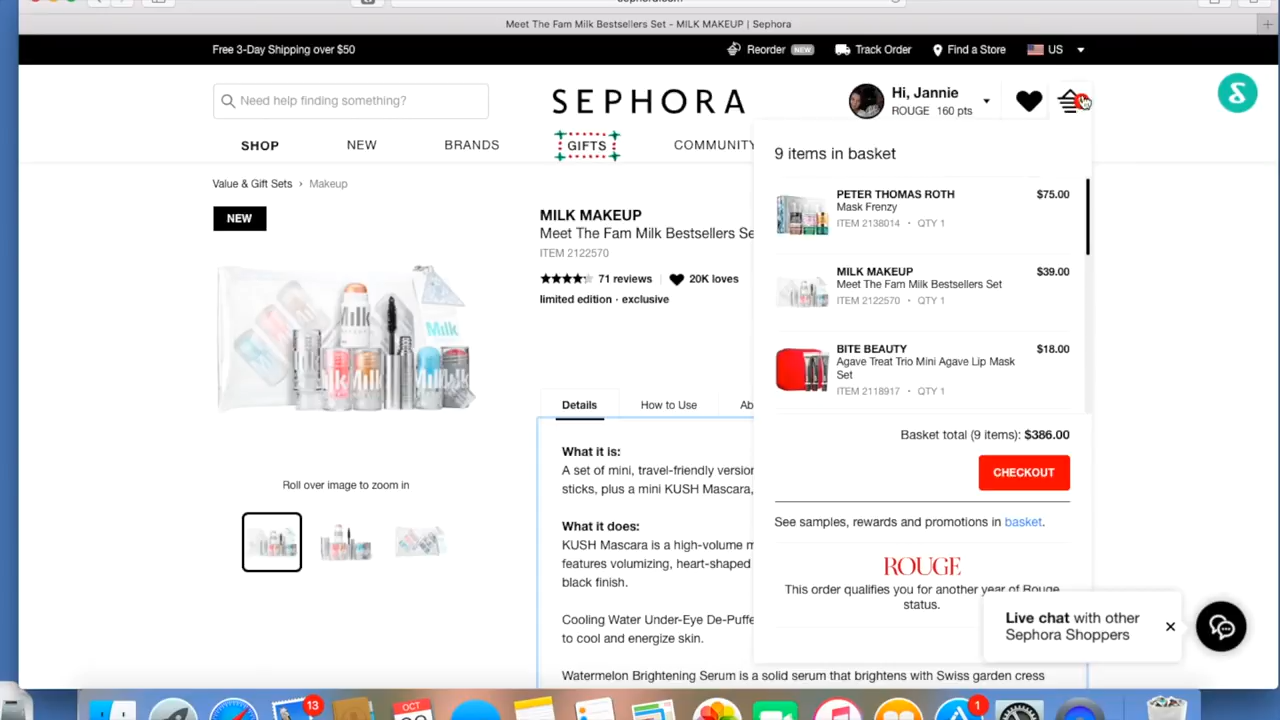 sephora.com
Meet The Fam Milk Bestsellers Set - MILK MAKEUP | Sephora
Free 3-Day Shipping over $50
Reorder NEW
Track Order
Find a Store
US
Need help finding something?
SEPHORA
Hi, Jannie
ROUGE 160 pts
SHOP
NEW
BRANDS
GIFTS
COMMUNITY
Value & Gift Sets › Makeup
NEW
MILK MAKEUP
Meet The Fam Milk Bestsellers Se
ITEM 2122570
71 reviews
20K loves
limited edition · exclusive
Milk
Roll over image to zoom in
Details
How to Use
Ab
What it is:
A set of mini, travel-friendly version
sticks, plus a mini KUSH Mascara,
What it does:
KUSH Mascara is a high-volume m
features volumizing, heart-shaped
black finish.
Cooling Water Under-Eye De-Puffe
to cool and energize skin.
Watermelon Brightening Serum is a solid serum that brightens with Swiss garden cress
9 items in basket
PETER THOMAS ROTH
$75.00
Mask Frenzy
ITEM 2138014 · QTY 1
MILK MAKEUP
$39.00
Meet The Fam Milk Bestsellers Set
ITEM 2122570 · QTY 1
BITE BEAUTY
$18.00
Agave Treat Trio Mini Agave Lip Mask
Set
ITEM 2118917 · QTY 1
Basket total (9 items): $386.00
CHECKOUT
See samples, rewards and promotions in basket.
ROUGE
This order qualifies you for another year of Rouge
status.
Live chat with other
Sephora Shoppers
13
OCT
1